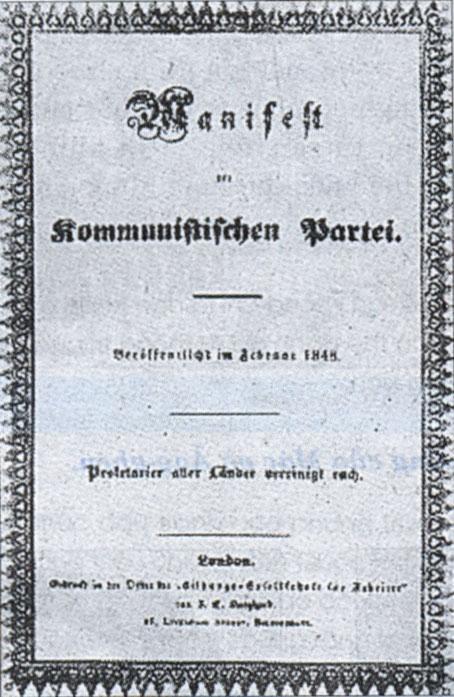 Manifest
der
Kommunistischen Partei.
Veröffentlicht im Februar 1848.
Proletarier aller Länder vereinigt euch.
London.
Gedruckt in der Office der „Bildungs-Gesellschaft für Arbeiter“
von J. E. Burghard.
46, Liverpool Street, Bishopsgate.